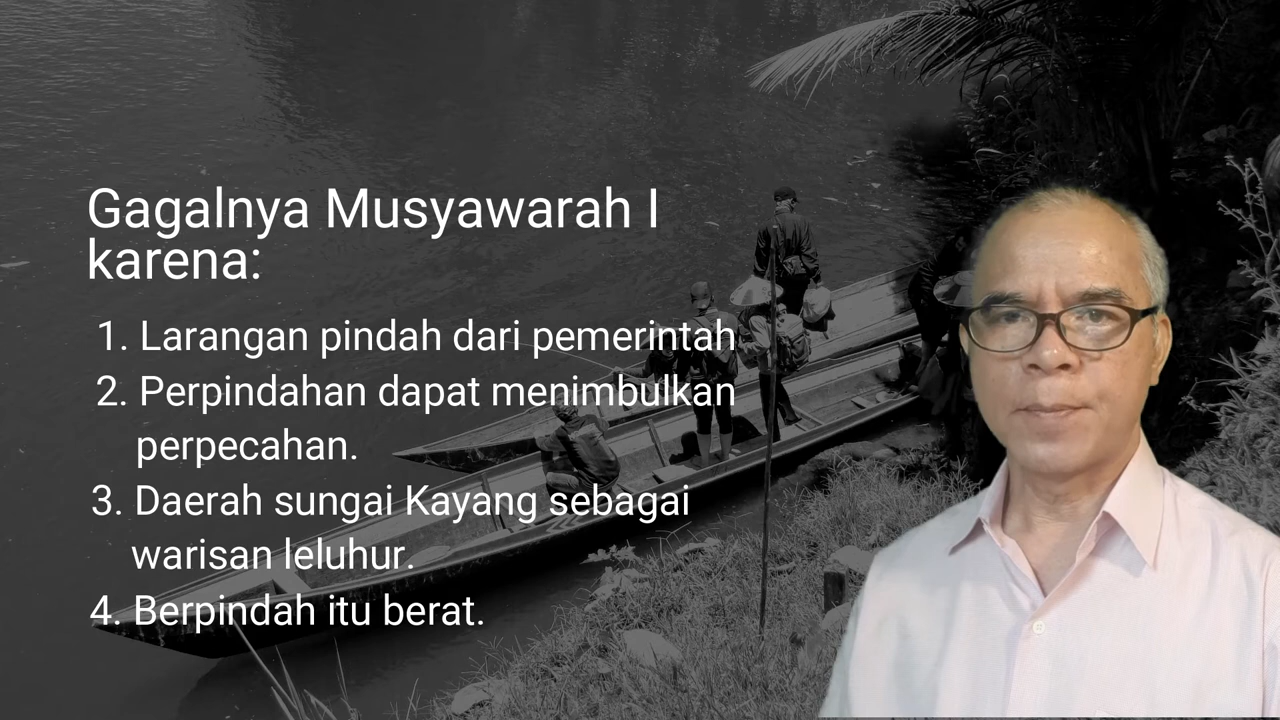 Gagalnya Musyawarah I
karena:
1. Larangan pindah dari pemerintah
2. Perpindahan dapat menimbulkan
perpecahan.
3. Daerah sungai Kayang sebagai
warisan leluhur.
4. Berpindah itu berat.